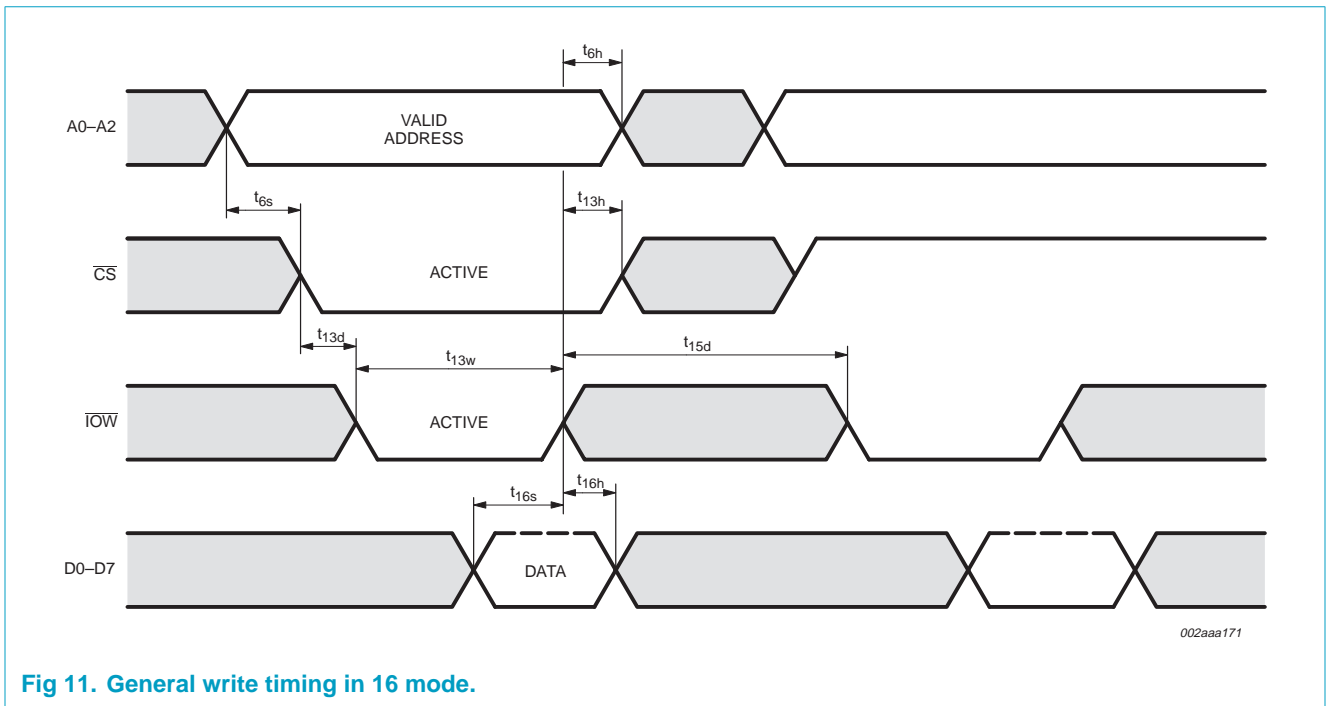 t6h
A0–A2
VALID
ADDRESS
t6s
t13h
CS
ACTIVE
t13d
t13w
t15d
IOW
ACTIVE
t16s
t16h
D0–D7
DATA
002aaa171
Fig 11. General write timing in 16 mode.